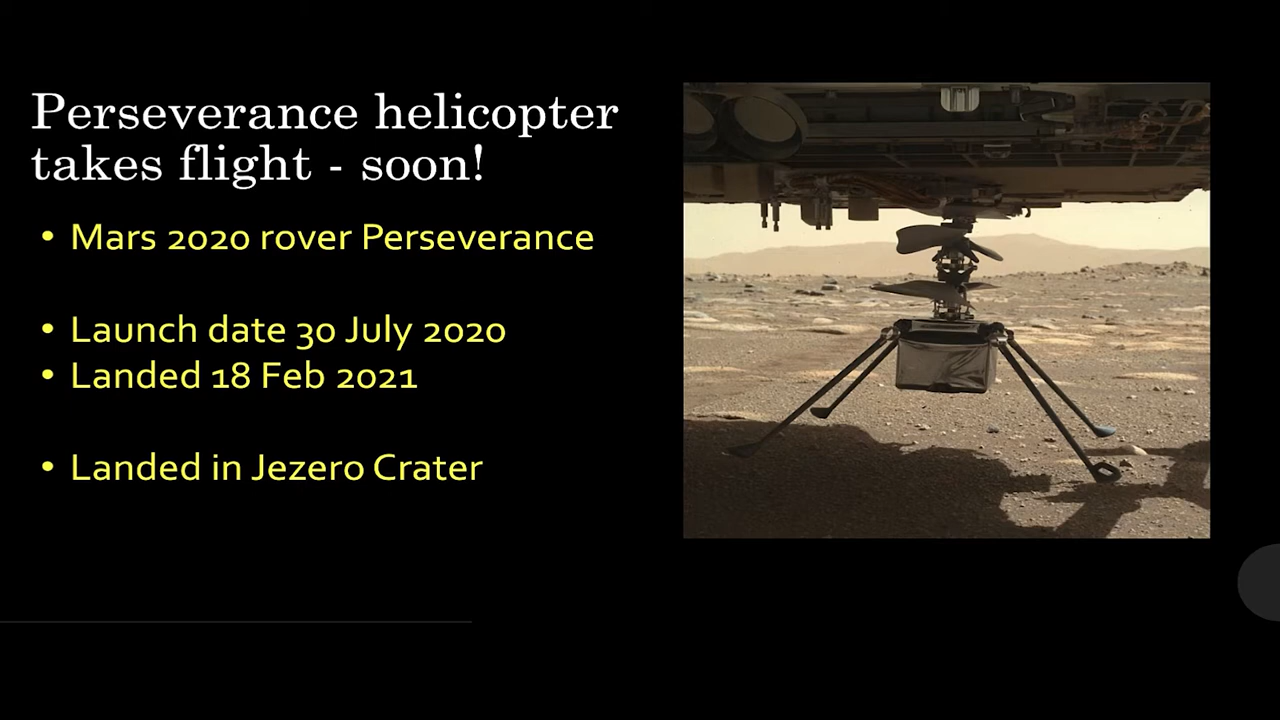 Perseverance helicopter
takes flight - soon!
• Mars 2020 rover Perseverance
• Launch date 30 July 2020
• Landed 18 Feb 2021
• Landed in Jezero Crater